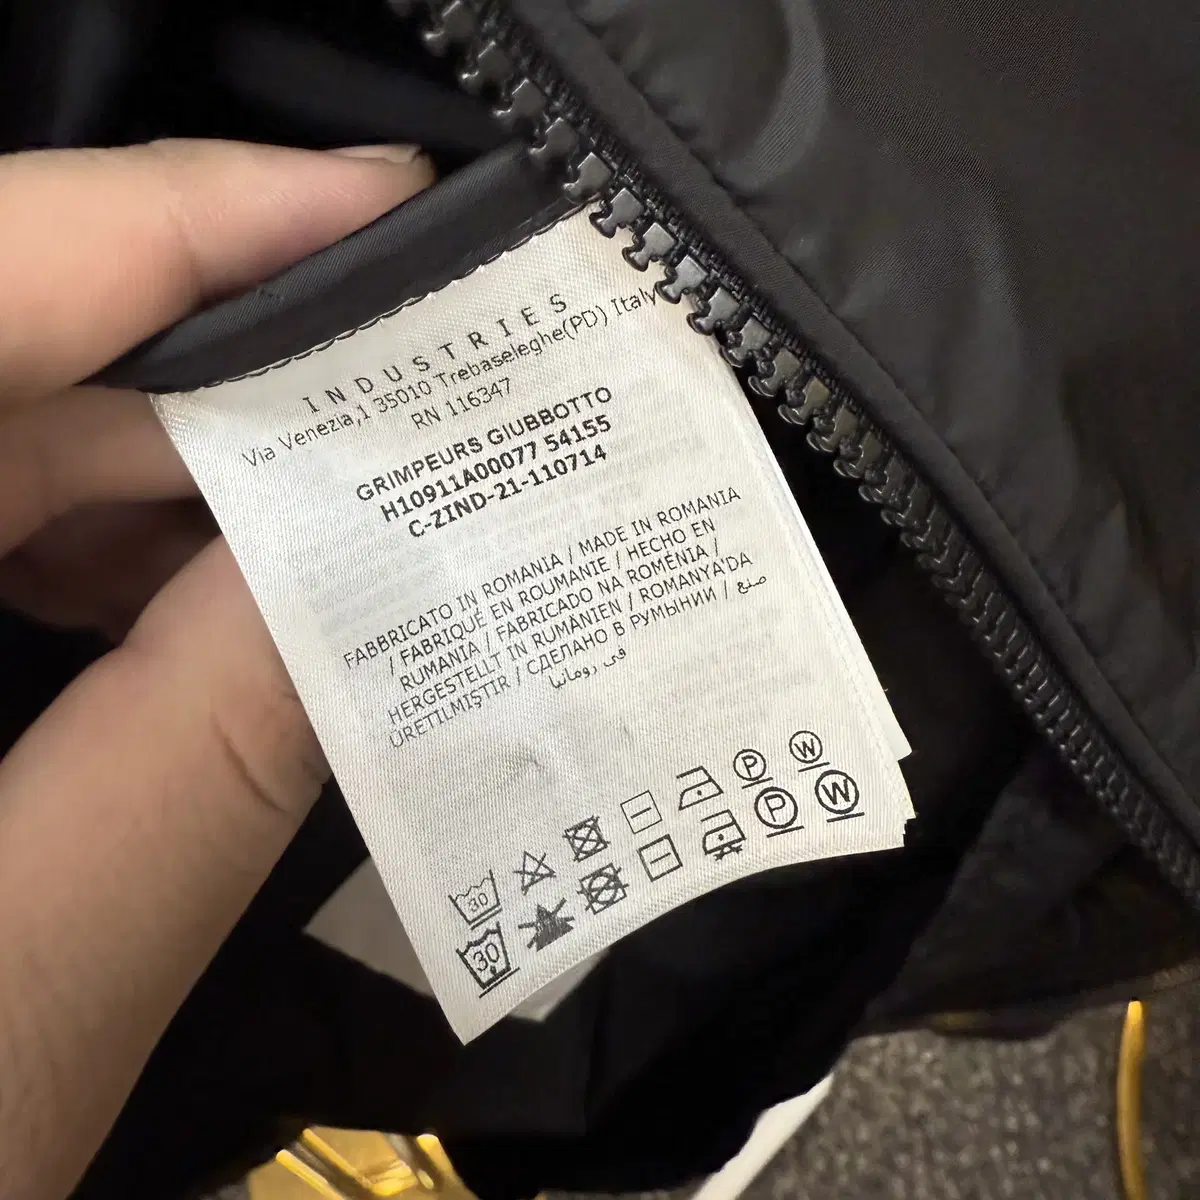 INDUSTRIES
Via Venezia,1 35010 Trebaseleghe(PD) Italy
RN 116347
GRIMPEURS GIUBBOTTO
H10911A00077 54155
C-ZIND-21-110714
FABBRICATO IN ROMANIA / MADE IN ROMANIA
/ FABRIQUÉ EN ROUMANIE / HECHO EN
RUMANIA / FABRICADO NA ROMÉNIA /
HERGESTELLT IN RUMÄNIEN / ROMANYA'DA
ÜRETILMIŞTIR / СДЕЛАНО В РУМЫНИИ / صنع
في رومانيا
30 P W
30 P W